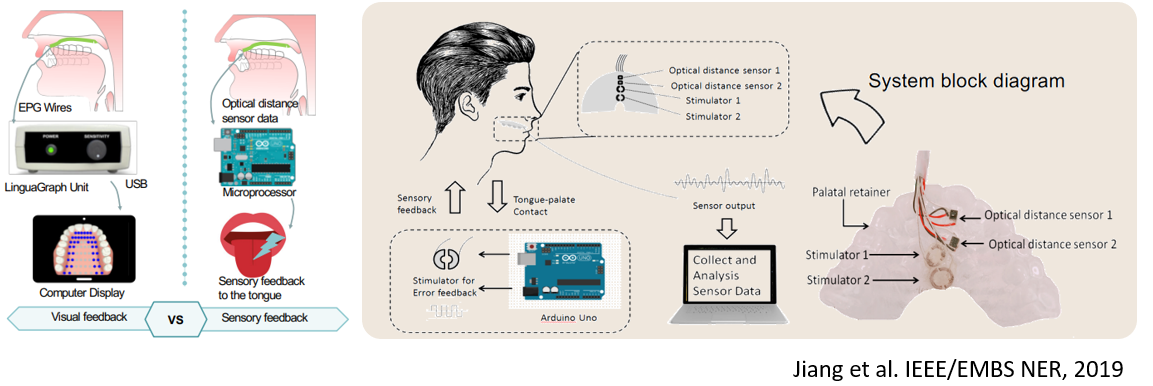 EPG Wires
POWER
SENSITIVITY
LinguaGraph Unit
USB
Computer Display
Visual feedback
VS
Optical distance
sensor data
Microprocessor
Sensory feedback
to the tongue
Sensory feedback
Optical distance sensor 1
Optical distance sensor 2
Stimulator 1
Stimulator 2
System block diagram
Sensory
feedback
Tongue-palate
Contact
Sensor output
Stimulator for
Error feedback
Arduino Uno
Collect and
Analysis
Sensor Data
Palatal retainer
Optical distance sensor 1
Optical distance sensor 2
Stimulator 1
Stimulator 2
Jiang et al. IEEE/EMBS NER, 2019